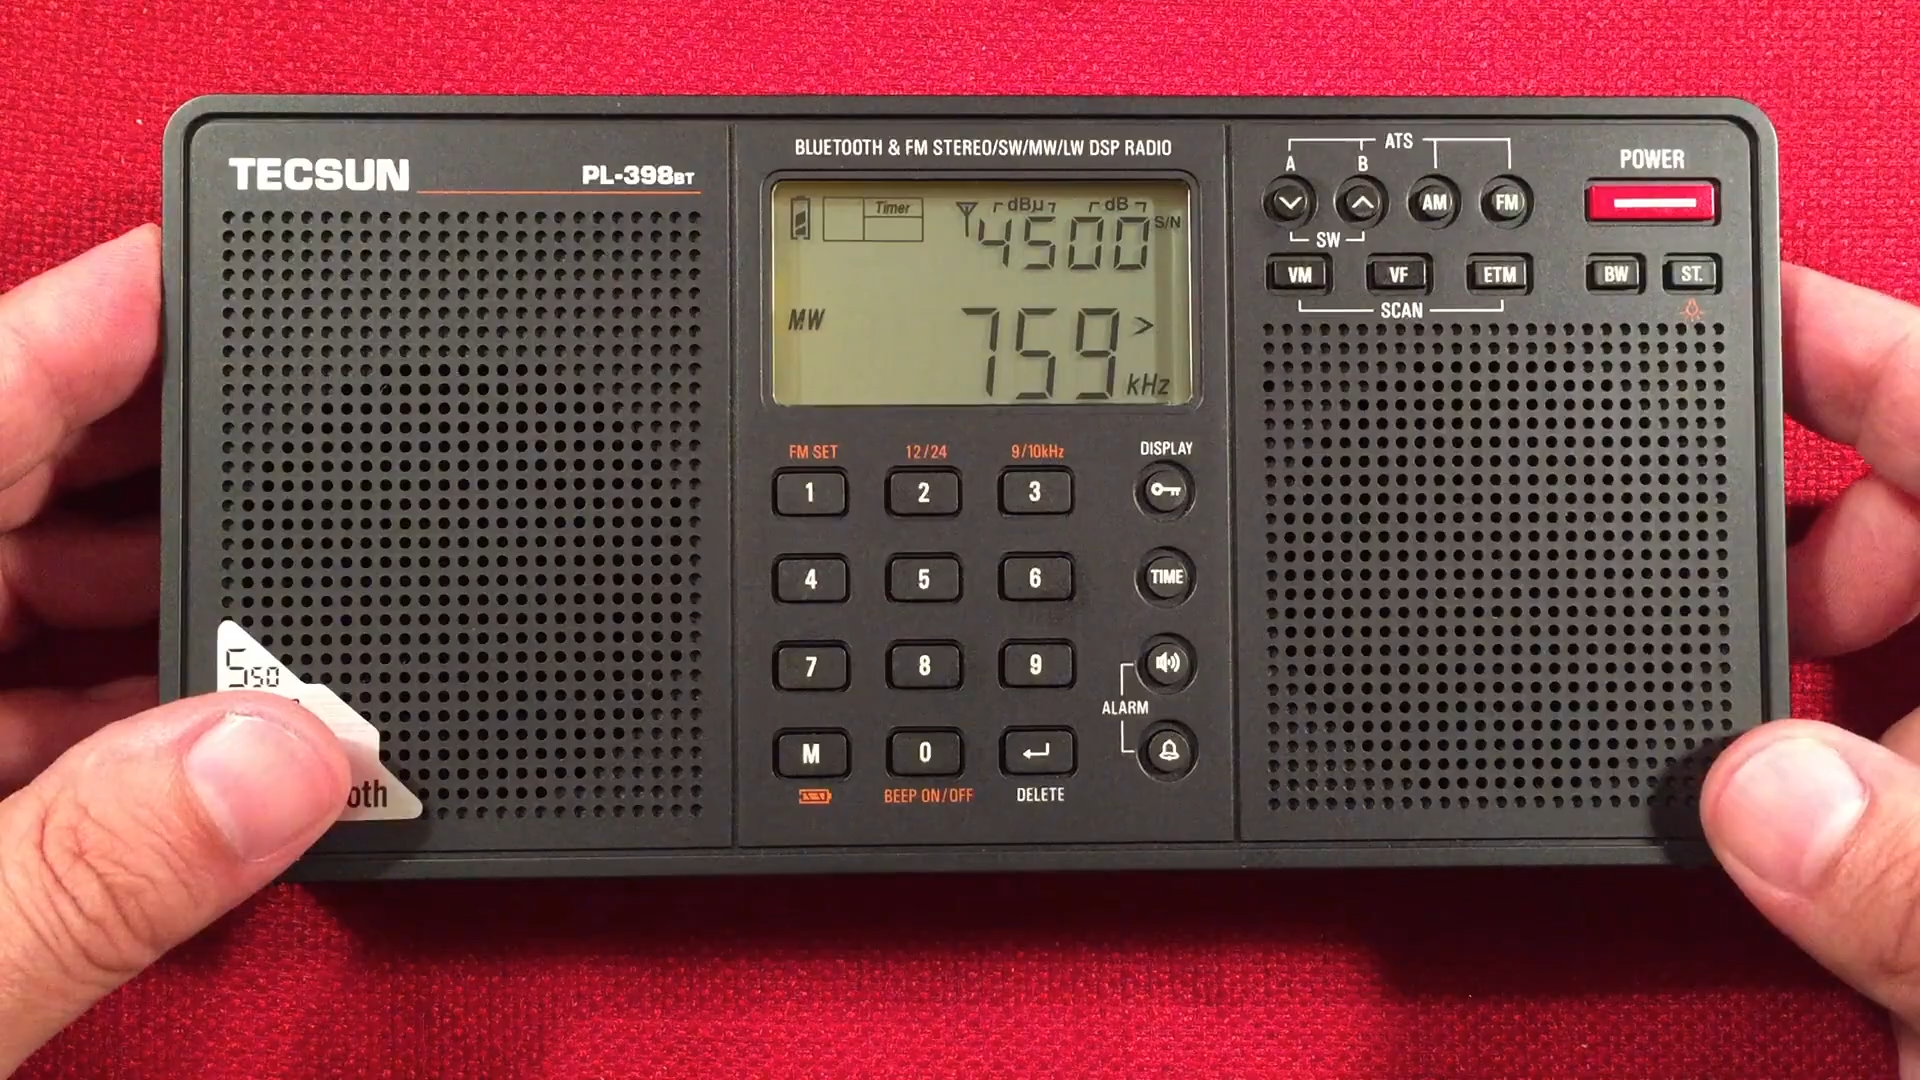 TECSUN
PL-398BT
BLUETOOTH & FM STEREO/SW/MW/LW DSP RADIO
Timer
dBµ dB
4500
S/N
MW
759 >
kHz
ATS
A B
AM FM
SW
POWER
VM VF ETM
BW ST.
SCAN
FM SET 12/24 9/10kHz DISPLAY
1 2 3
4 5 6 TIME
7 8 9
ALARM
M 0
BEEP ON/OFF DELETE
S50
oth